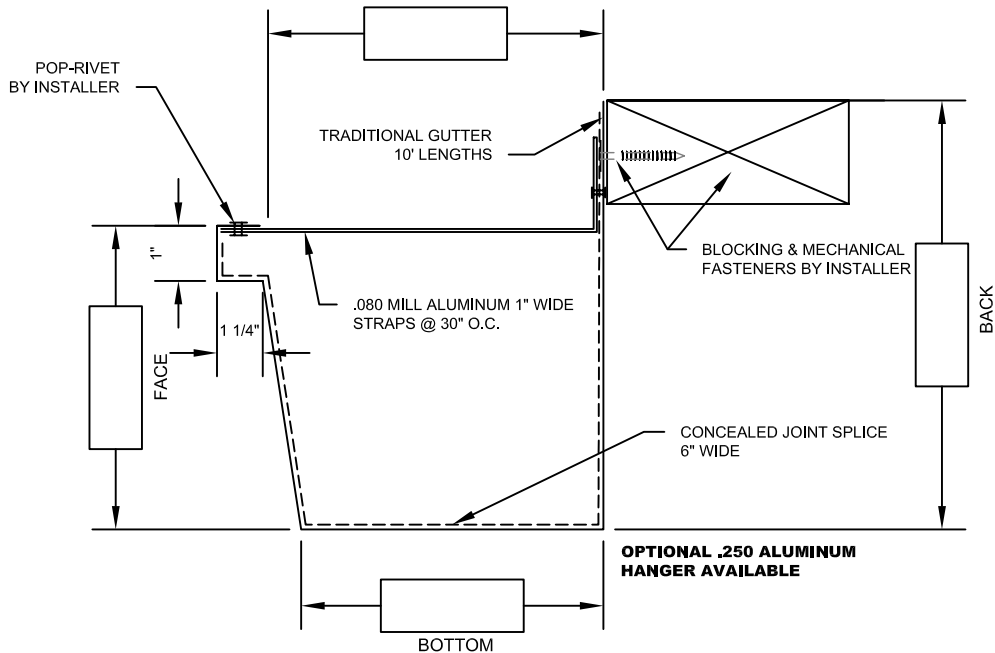 POP-RIVET
BY INSTALLER
TRADITIONAL GUTTER
10' LENGTHS
1"
BLOCKING & MECHANICAL
FASTENERS BY INSTALLER
.080 MILL ALUMINUM 1" WIDE
STRAPS @ 30" O.C.
1 1/4"
FACE
BACK
CONCEALED JOINT SPLICE
6" WIDE
OPTIONAL .250 ALUMINUM
HANGER AVAILABLE
BOTTOM